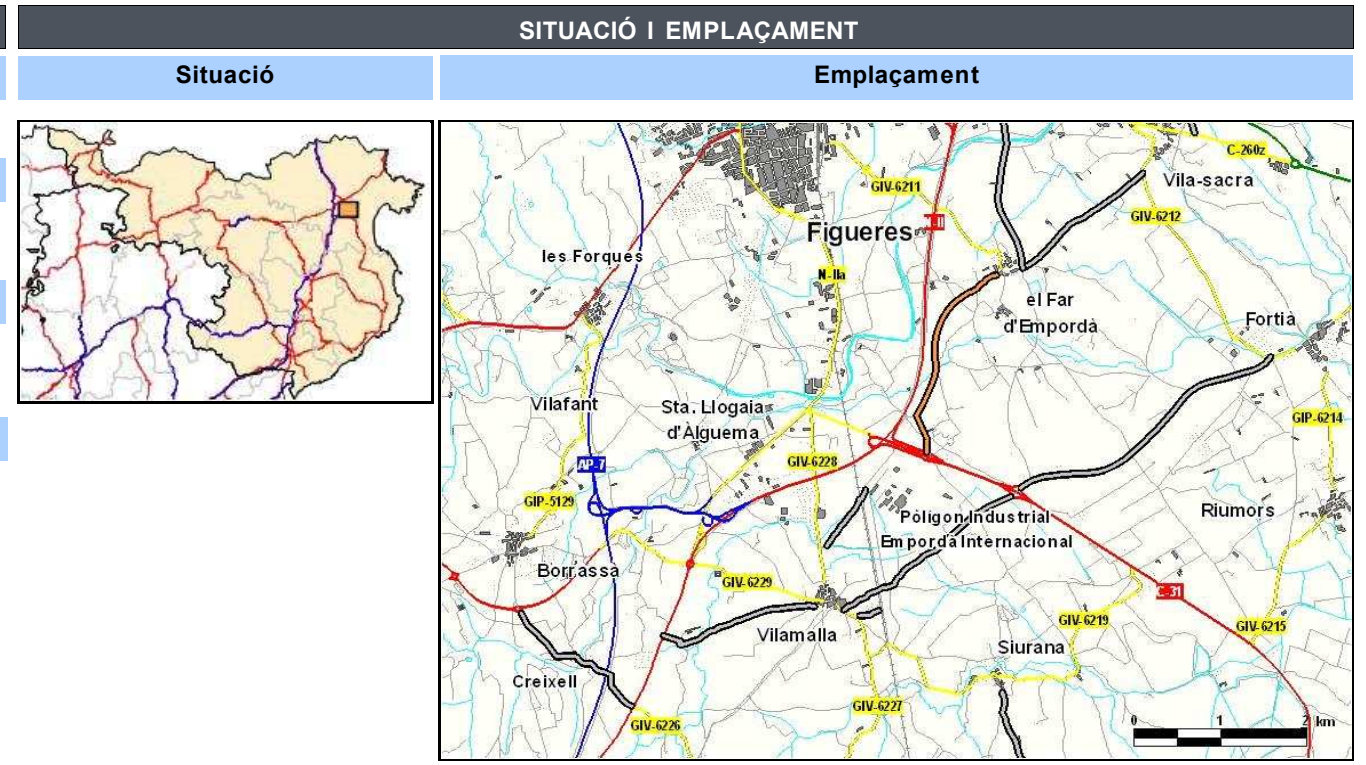 SITUACIÓ I EMPLAÇAMENT
Situació
Emplaçament
C-260z
Vila-sacra
GIV-6211
GIV-6212
Figueres
les Forques
N-IIa
el Far
d'Empordà
Fortià
Vilafant
Sta. Llogaia
d'Àlguema
GIP-6214
AP-7
GIV-6228
GIP-5129
Polígon Industrial
Empordà Internacional
Riumors
Borrassa
GIV-6229
C-31
GIV-6219
GIV-6215
Vilamalla
Siurana
Creixell
GIV-6227
GIV-6226
0 1 2 km